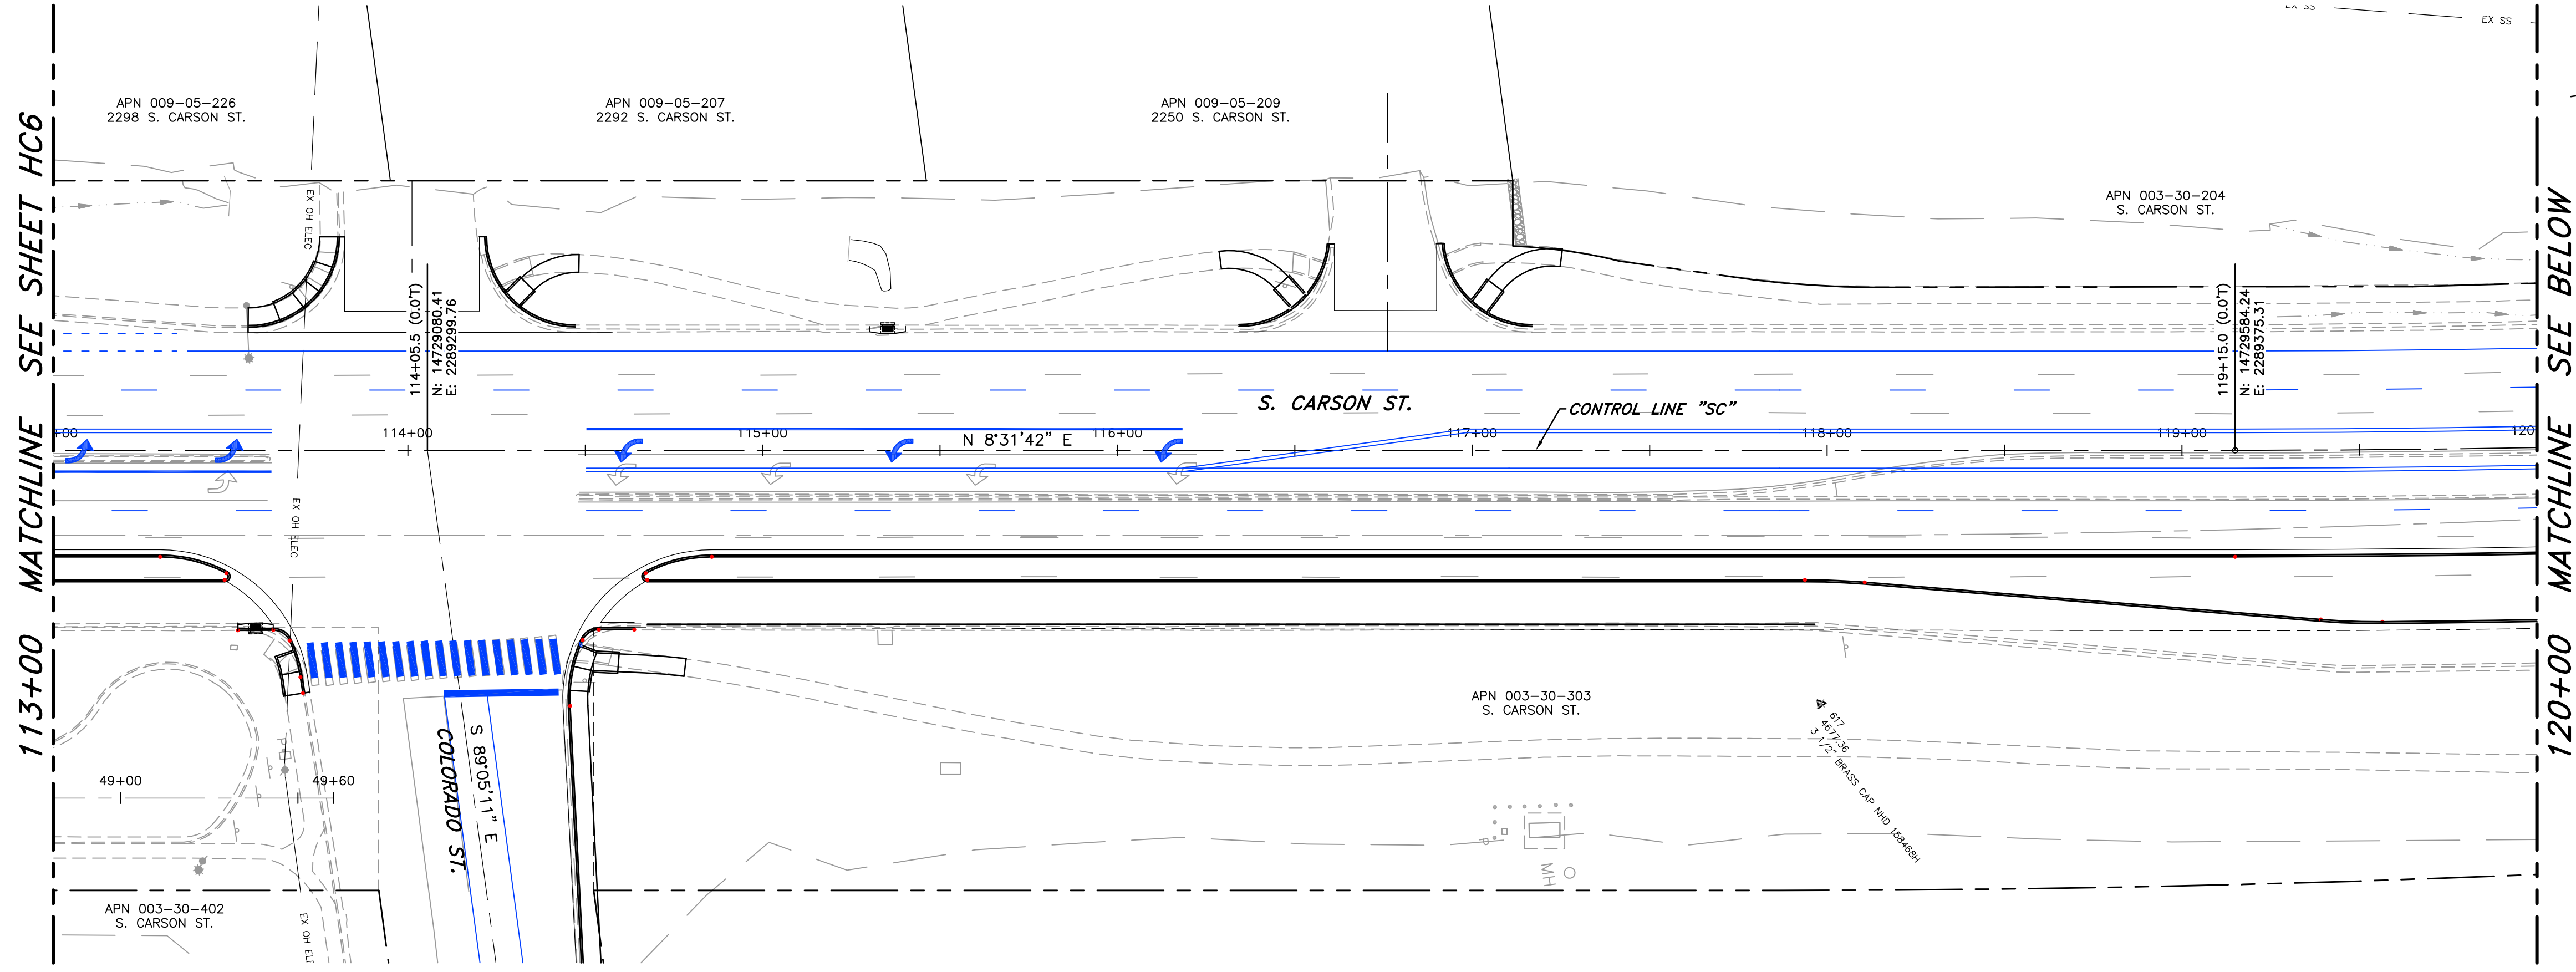 EX SS
EX SS
113+00 MATCHLINE SEE SHEET HC6
APN 009-05-226
2298 S. CARSON ST.
APN 009-05-207
2292 S. CARSON ST.
APN 009-05-209
2250 S. CARSON ST.
APN 003-30-204
S. CARSON ST.
EX OH ELEC
114+05.5 (0.0'T)
N: 14729080.41
E: 2289299.76
119+15.0 (0.0'T)
N: 14729584.24
E: 2289375.31
S. CARSON ST.
CONTROL LINE "SC"
+00
114+00
115+00
N 8°31'42" E
116+00
117+00
118+00
119+00
120
EX OH ELEC
APN 003-30-303
S. CARSON ST.
617
4677.36
3 1/2" BRASS CAP NHD 158468H
S 89°05'11" E
COLORADO ST.
49+00
49+60
MH
APN 003-30-402
S. CARSON ST.
EX OH ELE
120+00 MATCHLINE SEE BELOW